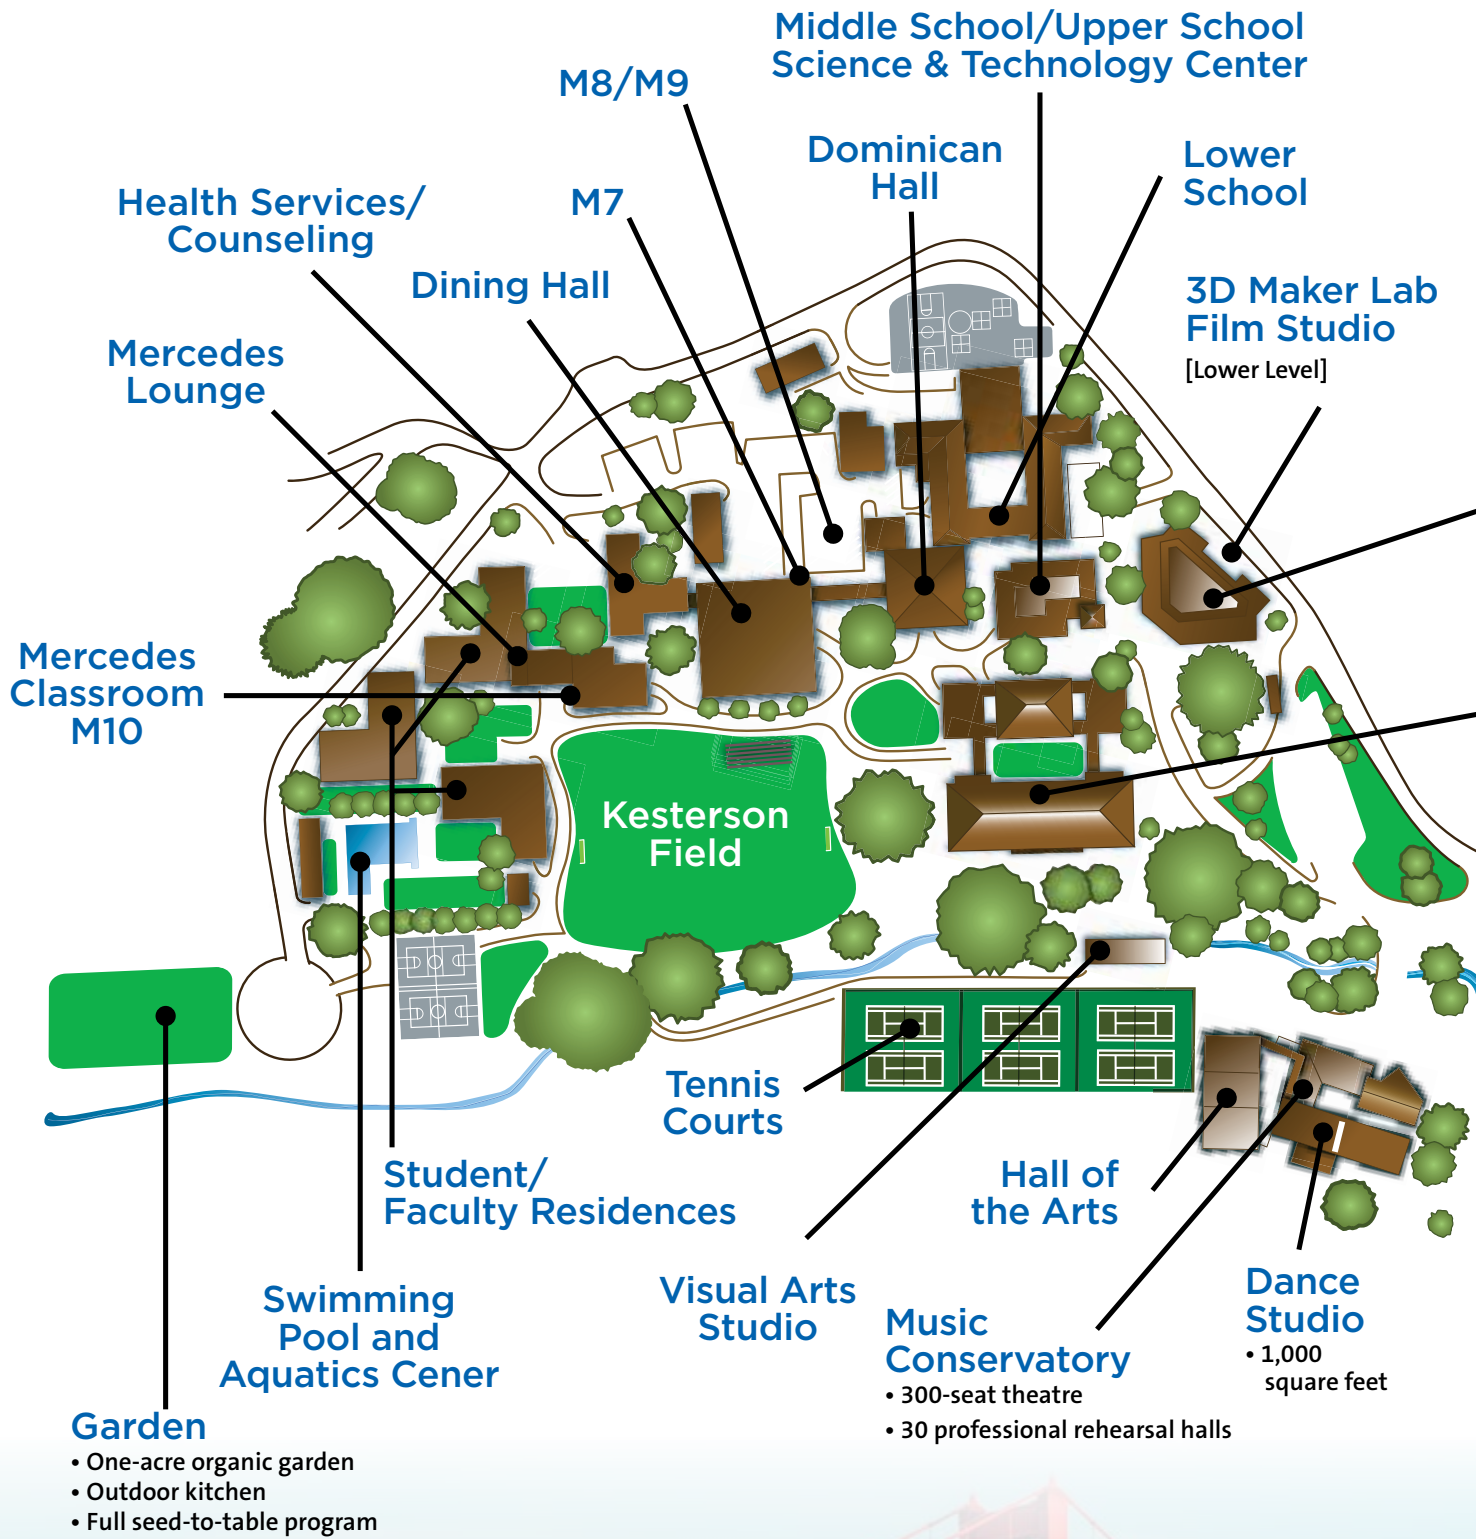 Middle School/Upper School
Science & Technology Center
M8/M9
Dominican
Hall
Lower
School
Health Services/
Counseling
M7
Dining Hall
3D Maker Lab
Film Studio
[Lower Level]
Mercedes
Lounge
Mercedes
Classroom
M10
Kesterson
Field
Tennis
Courts
Student/
Faculty Residences
Hall of
the Arts
Swimming
Pool and
Aquatics Cener
Visual Arts
Studio
Music
Conservatory
• 300-seat theatre
• 30 professional rehearsal halls
Dance
Studio
• 1,000
square feet
Garden
• One-acre organic garden
• Outdoor kitchen
• Full seed-to-table program